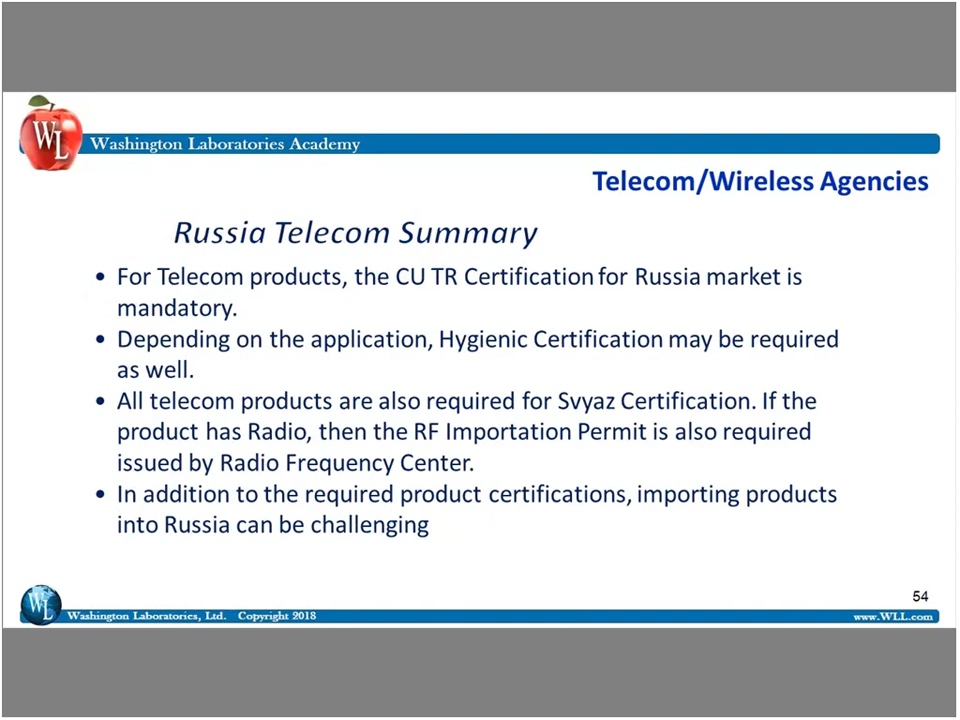 WL
Washington Laboratories Academy
Telecom/Wireless Agencies
Russia Telecom Summary
• For Telecom products, the CU TR Certification for Russia market is
mandatory.
• Depending on the application, Hygienic Certification may be required
as well.
• All telecom products are also required for Svyaz Certification. If the
product has Radio, then the RF Importation Permit is also required
issued by Radio Frequency Center.
• In addition to the required product certifications, importing products
into Russia can be challenging
54
WL
Washington Laboratories, Ltd. Copyright 2018
www.WLL.com